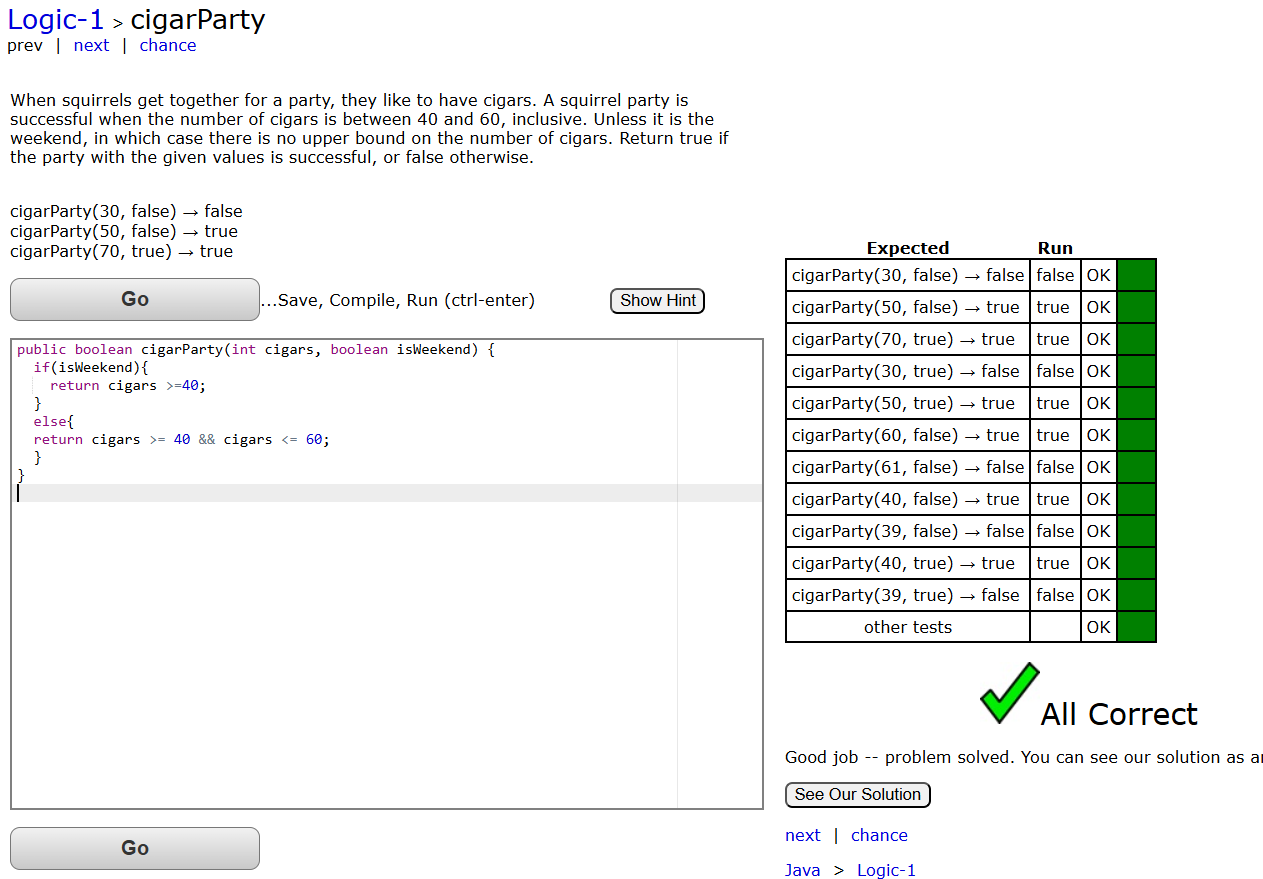 Logic-1 > cigarParty
prev | next | chance
When squirrels get together for a party, they like to have cigars. A squirrel party is
successful when the number of cigars is between 40 and 60, inclusive. Unless it is the
weekend, in which case there is no upper bound on the number of cigars. Return true if
the party with the given values is successful, or false otherwise.
cigarParty(30, false) → false
cigarParty(50, false) → true
cigarParty(70, true) → true
Go ...Save, Compile, Run (ctrl-enter) Show Hint
public boolean cigarParty(int cigars, boolean isWeekend) {
  if(isWeekend){
    return cigars >=40;
  }
  else{
  return cigars >= 40 && cigars <= 60;
  }
}
Go
Expected Run
cigarParty(30, false) → false false OK
cigarParty(50, false) → true true OK
cigarParty(70, true) → true true OK
cigarParty(30, true) → false false OK
cigarParty(50, true) → true true OK
cigarParty(60, false) → true true OK
cigarParty(61, false) → false false OK
cigarParty(40, false) → true true OK
cigarParty(39, false) → false false OK
cigarParty(40, true) → true true OK
cigarParty(39, true) → false false OK
other tests OK
All Correct
Good job -- problem solved. You can see our solution as
See Our Solution
next | chance
Java > Logic-1